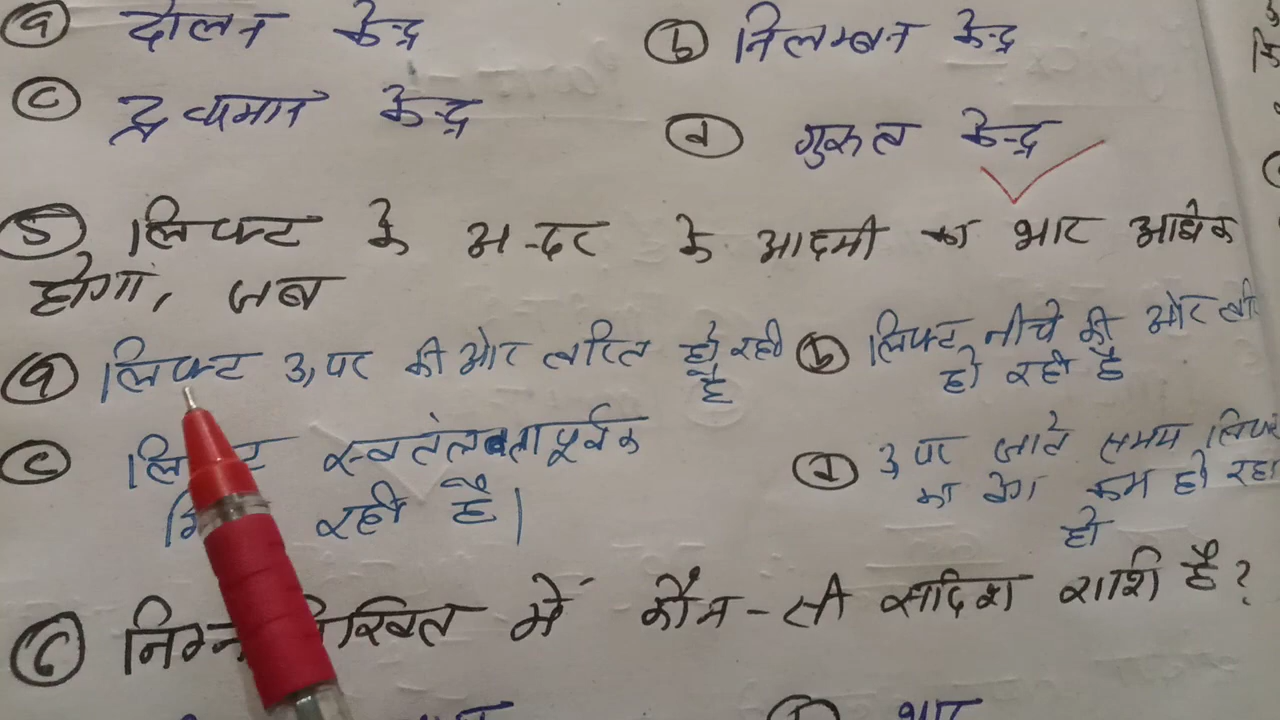 (a) दोलन केन्द्र (b) निलम्बन केन्द्र
(c) द्रव्यमान केन्द्र (d) गुरुत्व केन्द्र
(5) लिफ्ट के अन्दर के आदमी का भार अधिक
होगा, जब
(a) लिफ्ट ऊपर की ओर त्वरित हो रही है (b) लिफ्ट नीचे की ओर
हो रही है
(c) स्वतंत्रतापूर्वक
रही है। (d) ऊपर जाते समय
का वेग कम हो रहा
हो
(6) में कौन-सी सदिश राशि है?
(b) भार